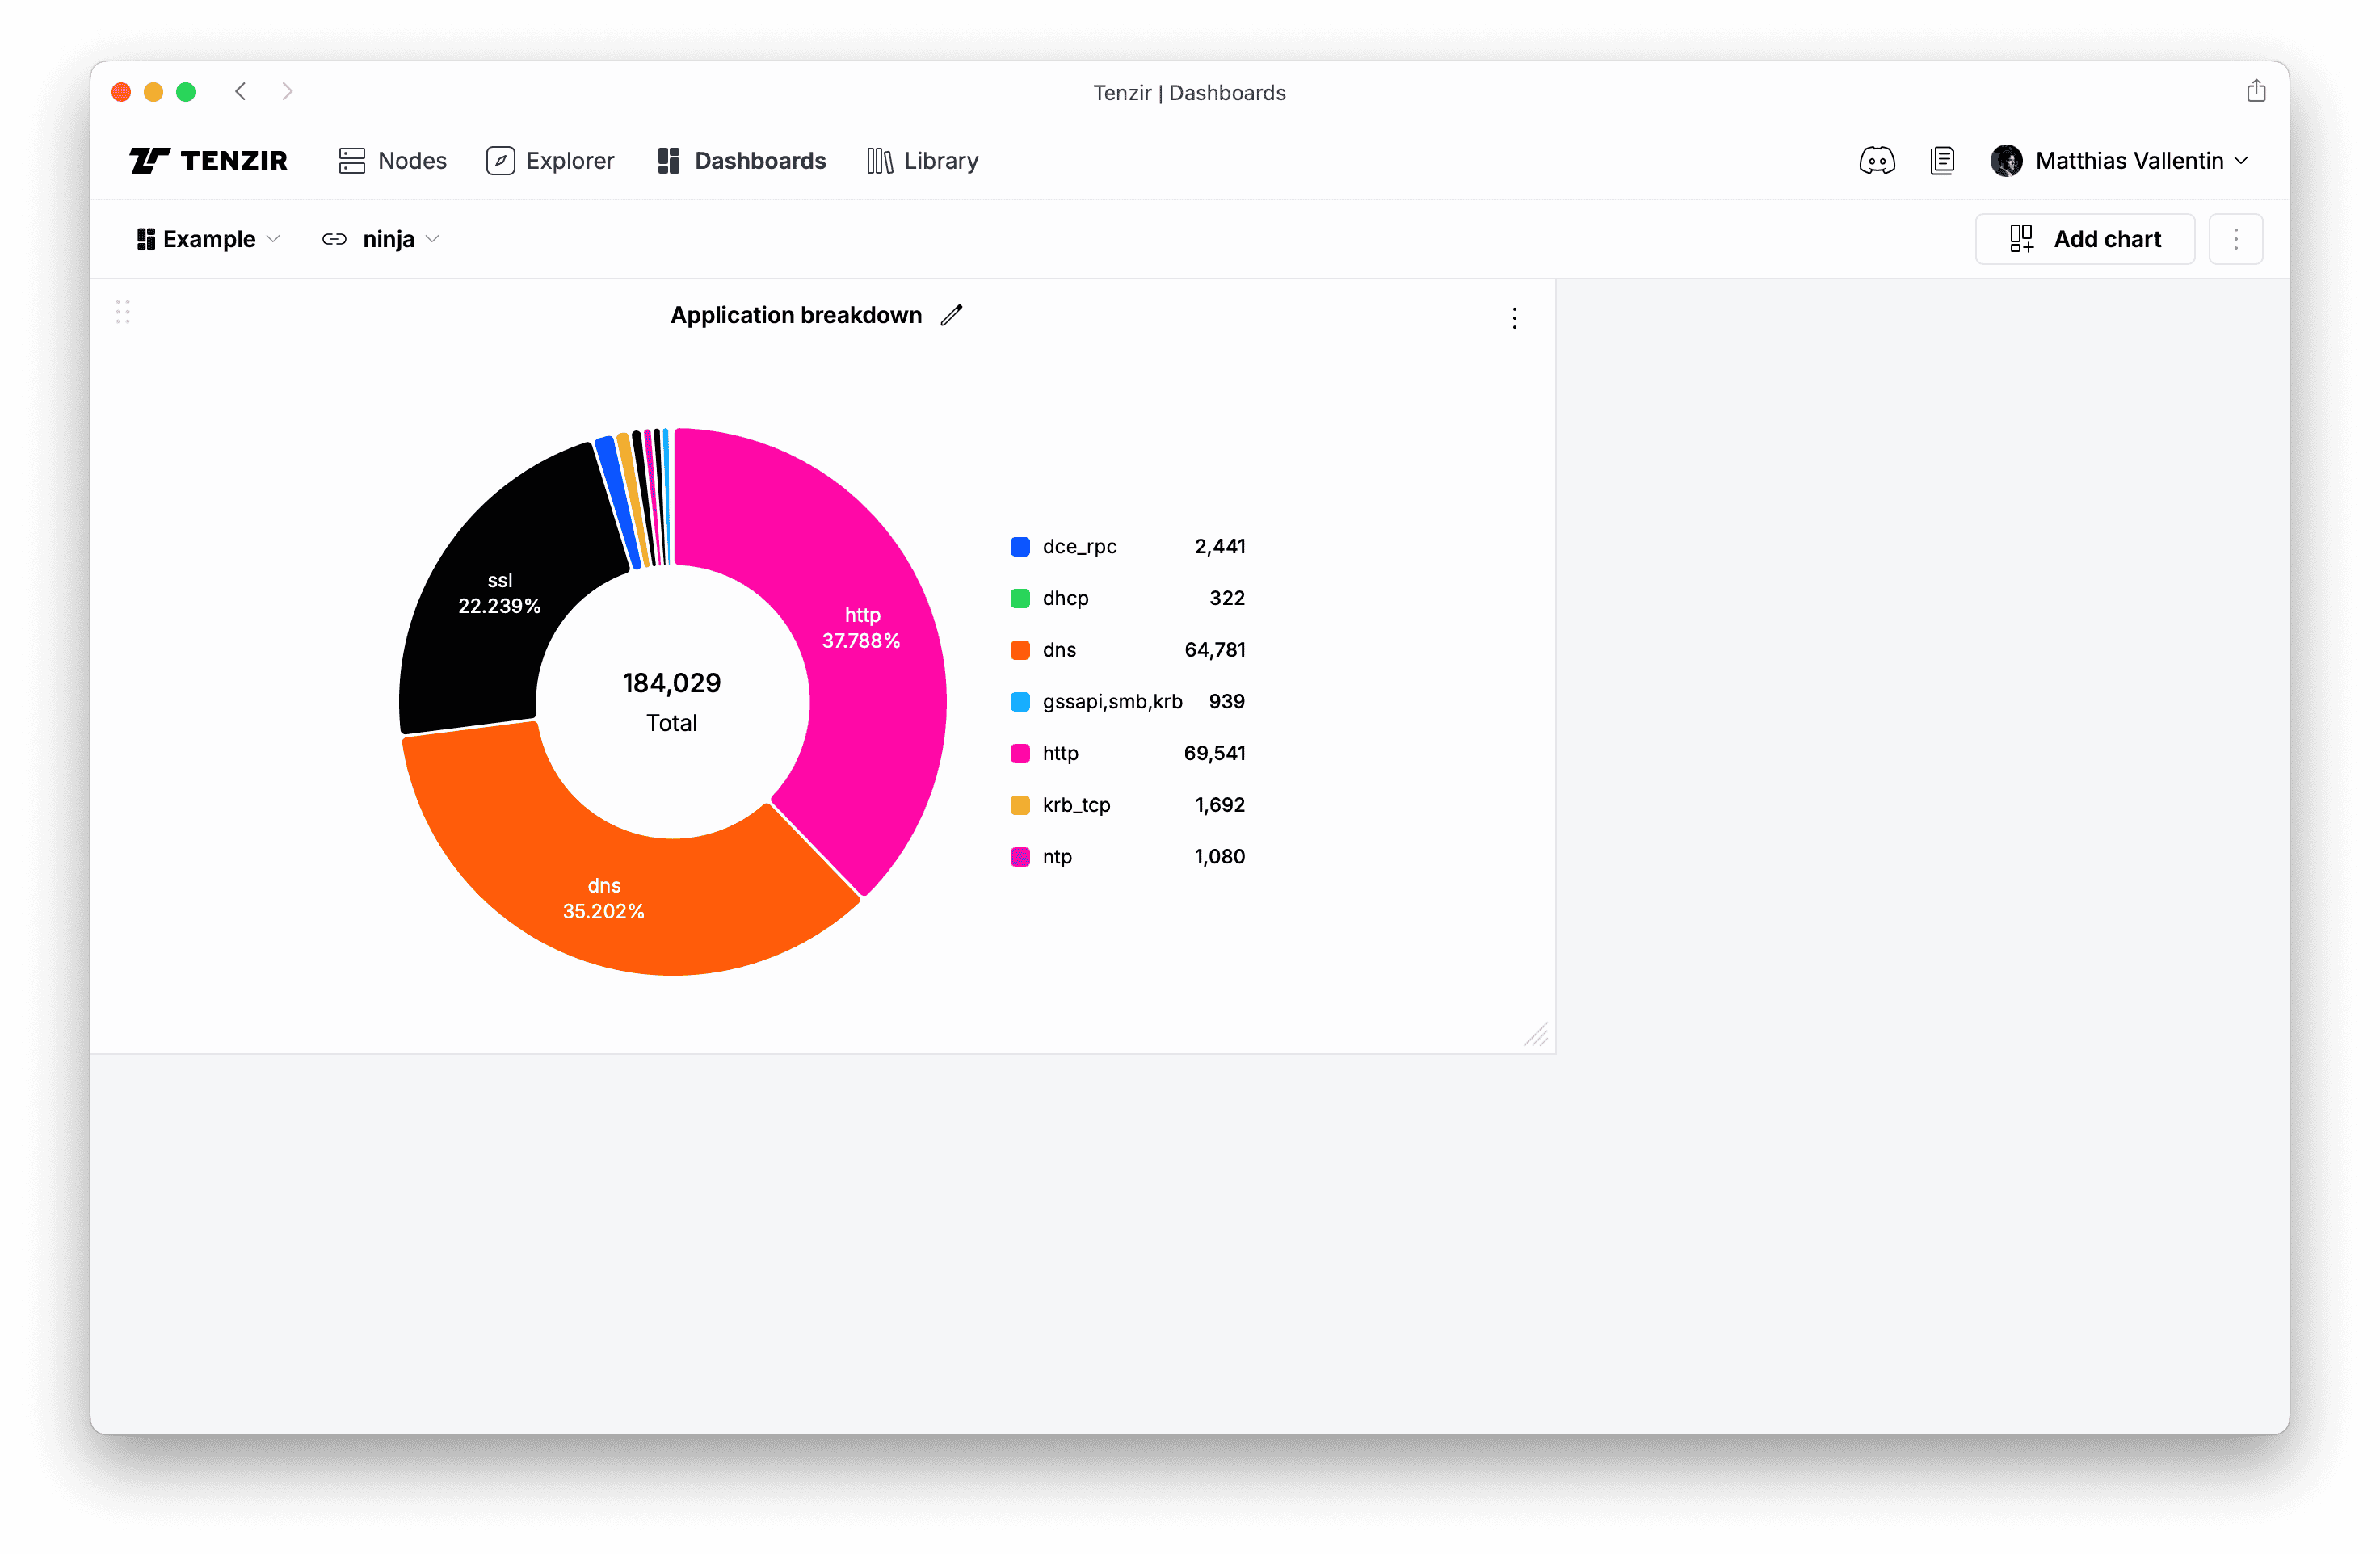 Tenzir | Dashboards
TENZIR Nodes Explorer Dashboards Library Matthias Vallentin
Example ninja Add chart
Application breakdown
ssl
22.239%
http
37.788%
184,029
Total
dns
35.202%
dce_rpc 2,441
dhcp 322
dns 64,781
gssapi,smb,krb 939
http 69,541
krb_tcp 1,692
ntp 1,080